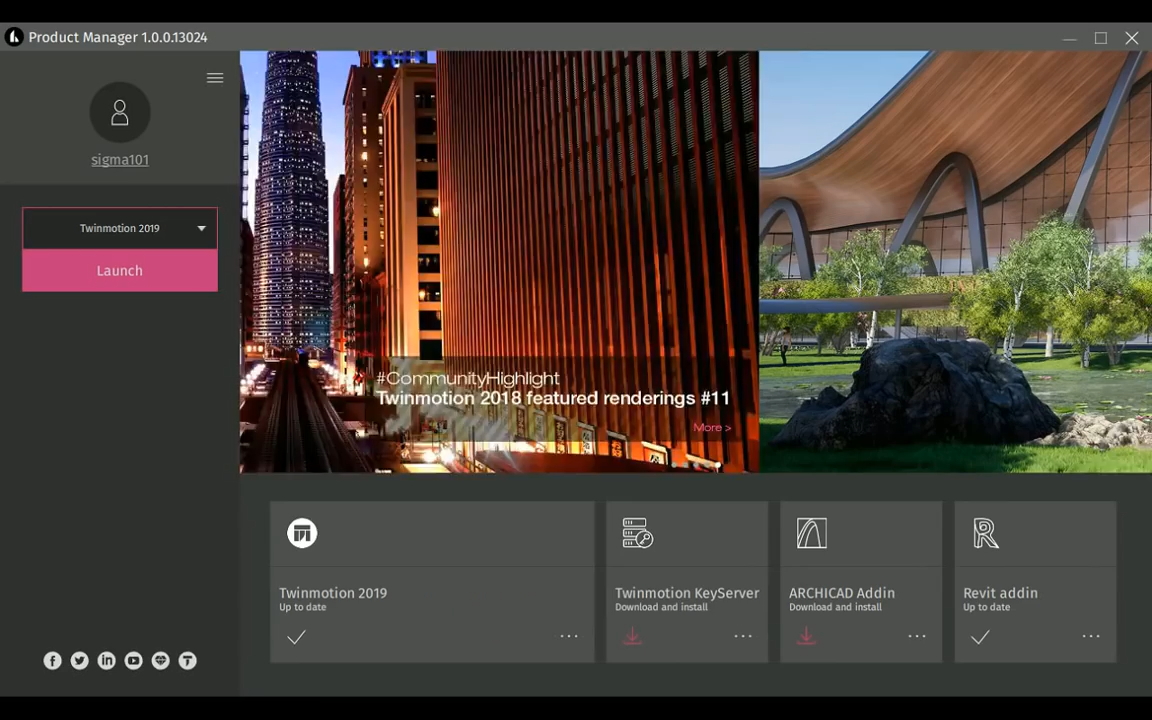 Product Manager 1.0.0.13024
sigma101
Twinmotion 2019
Launch
#CommunityHighlight
Twinmotion 2018 featured renderings #11
More >
Twinmotion 2019
Up to date
Twinmotion KeyServer
Download and install
ARCHICAD Addin
Download and install
Revit addin
Up to date